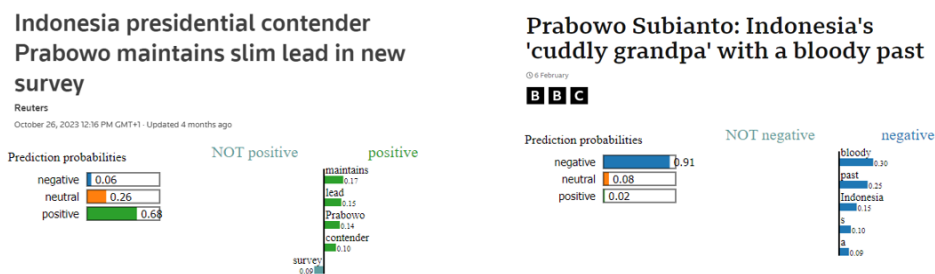 Indonesia presidential contender
Prabowo maintains slim lead in new
survey
Reuters
October 26, 2023 12:16 PM GMT+1 · Updated 4 months ago
Prediction probabilities
negative 0.06
neutral 0.26
positive 0.68
NOT positive positive
maintains
0.17
lead
0.15
Prabowo
0.14
contender
0.10
survey
0.09
Prabowo Subianto: Indonesia's
'cuddly grandpa' with a bloody past
6 February
BBC
Prediction probabilities
negative 0.91
neutral 0.08
positive 0.02
NOT negative negative
bloody
0.30
past
0.25
Indonesia
0.15
s
0.10
a
0.09